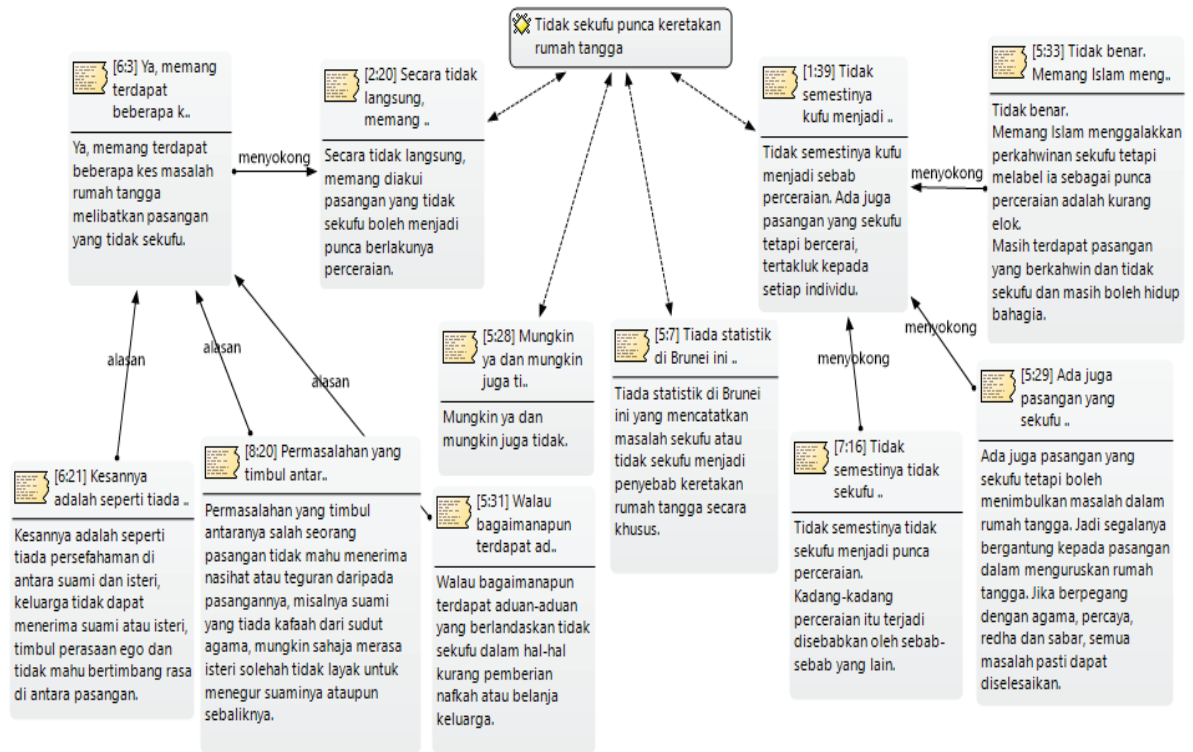 Tidak sekufu punca keretakan
rumah tangga
[6:3] Ya, memang
terdapat
beberapa k..
Ya, memang terdapat
beberapa kes masalah
rumah tangga
melibatkan pasangan
yang tidak sekufu.
menyokong
[2:20] Secara tidak
langsung,
memang ..
Secara tidak langsung,
memang diakui
pasangan yang tidak
sekufu boleh menjadi
punca berlakunya
perceraian.
[1:39] Tidak
semestinya
kufu menjadi ..
Tidak semestinya kufu
menjadi sebab
perceraian. Ada juga
pasangan yang sekufu
tetapi bercerai,
tertakluk kepada
setiap individu.
menyokong
[5:33] Tidak benar.
Memang Islam meng..
Tidak benar.
Memang Islam menggalakkan
perkahwinan sekufu tetapi
melabel ia sebagai punca
perceraian adalah kurang
elok.
Masih terdapat pasangan
yang berkahwin dan tidak
sekufu dan masih boleh hidup
bahagia.
alasan
alasan
alasan
menyokong
menyokong
[5:28] Mungkin
ya dan mungkin
juga ti..
Mungkin ya dan
mungkin juga tidak.
[5:7] Tiada statistik
di Brunei ini ..
Tiada statistik di Brunei
ini yang mencatatkan
masalah sekufu atau
tidak sekufu menjadi
penyebab keretakan
rumah tangga secara
khusus.
[6:21] Kesannya
adalah seperti tiada ..
Kesannya adalah seperti
tiada persefahaman di
antara suami dan isteri,
keluarga tidak dapat
menerima suami atau isteri,
timbul perasaan ego dan
tidak mahu bertimbang rasa
di antara pasangan.
[8:20] Permasalahan yang
timbul antar..
Permasalahan yang timbul
antaranya salah seorang
pasangan tidak mahu menerima
nasihat atau teguran daripada
pasangannya, misalnya suami
yang tiada kafaah dari sudut
agama, mungkin sahaja merasa
isteri solehah tidak layak untuk
menegur suaminya ataupun
sebaliknya.
[5:31] Walau
bagaimanapun
terdapat ad..
Walau bagaimanapun
terdapat aduan-aduan
yang berlandaskan tidak
sekufu dalam hal-hal
kurang pemberian
nafkah atau belanja
keluarga.
[7:16] Tidak
semestinya tidak
sekufu ..
Tidak semestinya tidak
sekufu menjadi punca
perceraian.
Kadang-kadang
perceraian itu terjadi
disebabkan oleh sebab-
sebab yang lain.
[5:29] Ada juga
pasangan yang
sekufu ..
Ada juga pasangan yang
sekufu tetapi boleh
menimbulkan masalah dalam
rumah tangga. Jadi segalanya
bergantung kepada pasangan
dalam menguruskan rumah
tangga. Jika berpegang
dengan agama, percaya,
redha dan sabar, semua
masalah pasti dapat
diselesaikan.